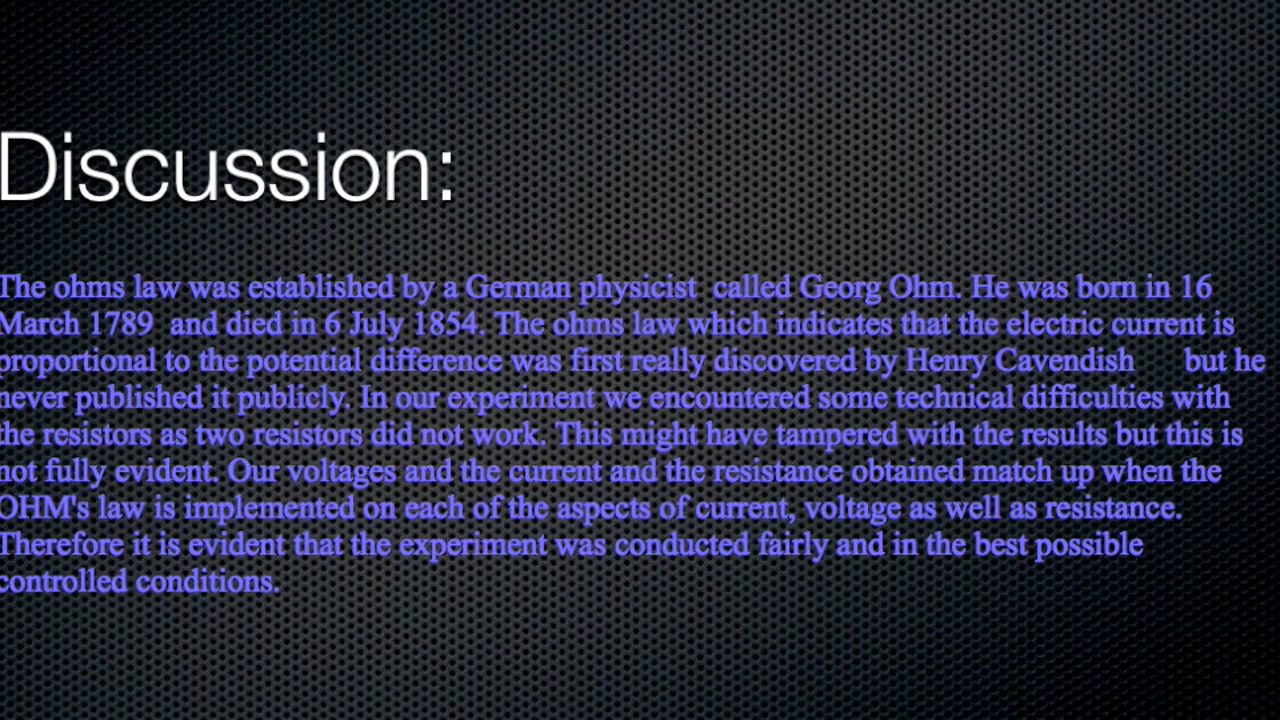 Discussion:
The ohms law was established by a German physicist  called Georg Ohm. He was born in 16
March 1789  and died in 6 July 1854. The ohms law which indicates that the electric current is
proportional to the potential difference was first really discovered by Henry Cavendish      but he
never published it publicly. In our experiment we encountered some technical difficulties with
the resistors as two resistors did not work. This might have tampered with the results but this is
not fully evident. Our voltages and the current and the resistance obtained match up when the
OHM's law is implemented on each of the aspects of current, voltage as well as resistance.
Therefore it is evident that the experiment was conducted fairly and in the best possible
controlled conditions.